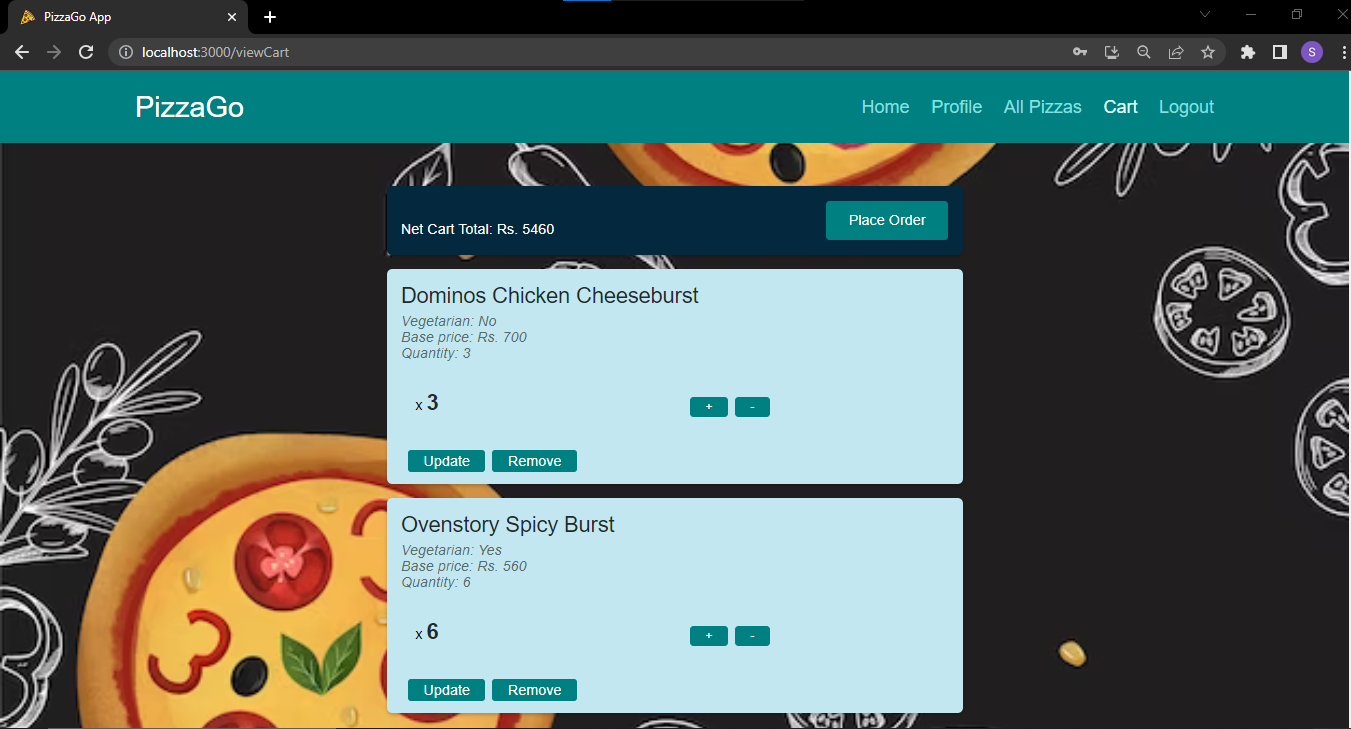 PizzaGo App
localhost:3000/viewCart
S
PizzaGo
Home Profile All Pizzas Cart Logout
Net Cart Total: Rs. 5460
Place Order
Dominos Chicken Cheeseburst
Vegetarian: No
Base price: Rs. 700
Quantity: 3
x 3
+ -
Update Remove
Ovenstory Spicy Burst
Vegetarian: Yes
Base price: Rs. 560
Quantity: 6
x 6
+ -
Update Remove